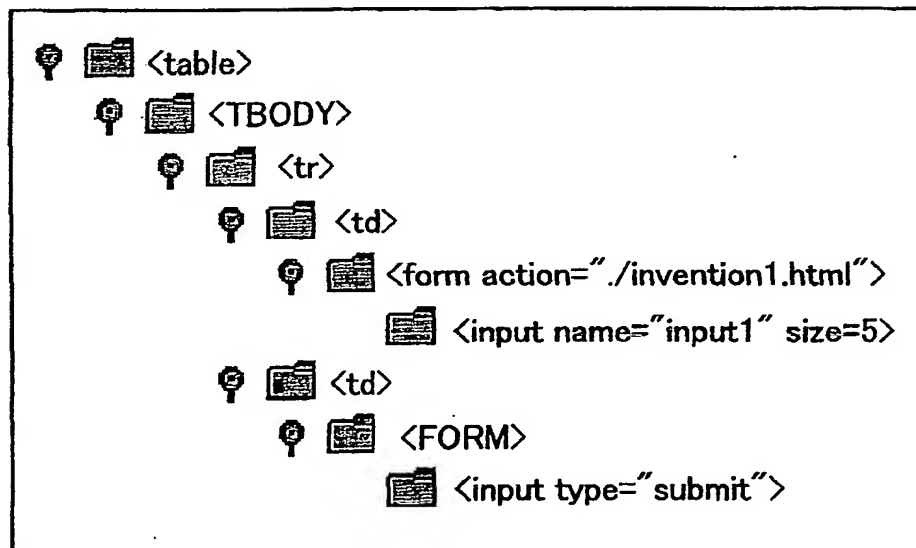 <table>
<TBODY>
<tr>
<td>
<form action="./invention1.html">
<input name="input1" size=5>
<td>
<FORM>
<input type="submit">